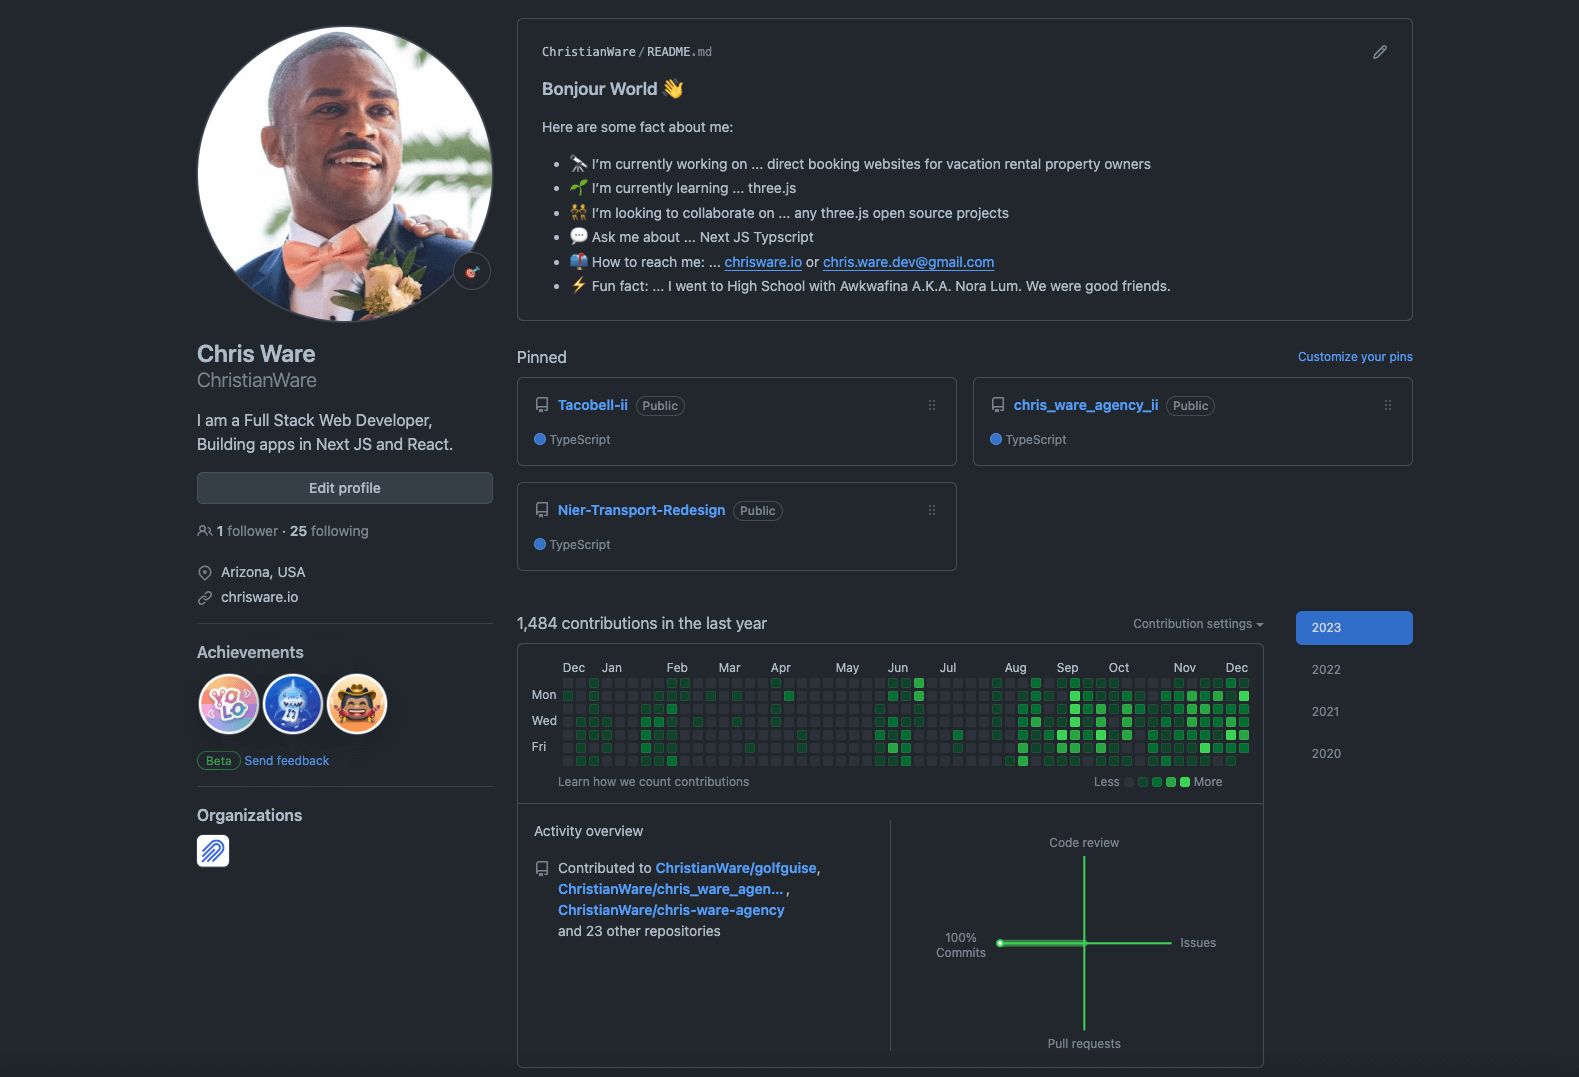 Chris Ware
ChristianWare
I am a Full Stack Web Developer,
Building apps in Next JS and React.
Edit profile
1 follower · 25 following
Arizona, USA
chrisware.io
Achievements
YO
LO
Beta Send feedback
Organizations
ChristianWare/README.md
Bonjour World 👋
Here are some fact about me:
• 🔭 I’m currently working on ... direct booking websites for vacation rental property owners
• 🌱 I’m currently learning ... three.js
• 👯 I’m looking to collaborate on ... any three.js open source projects
• 💬 Ask me about ... Next JS Typscript
• 📫 How to reach me: ... chrisware.io or chris.ware.dev@gmail.com
• ⚡ Fun fact: ... I went to High School with Awkwafina A.K.A. Nora Lum. We were good friends.
Pinned
Customize your pins
Tacobell-ii Public
TypeScript
chris_ware_agency_ii Public
TypeScript
Nier-Transport-Redesign Public
TypeScript
1,484 contributions in the last year
Contribution settings
2023
2022
2021
2020
Dec Jan Feb Mar Apr May Jun Jul Aug Sep Oct Nov Dec
Mon
Wed
Fri
Learn how we count contributions
Less More
Activity overview
Contributed to ChristianWare/golfguise,
ChristianWare/chris_ware_agen... ,
ChristianWare/chris-ware-agency
and 23 other repositories
Code review
100%
Commits
Issues
Pull requests